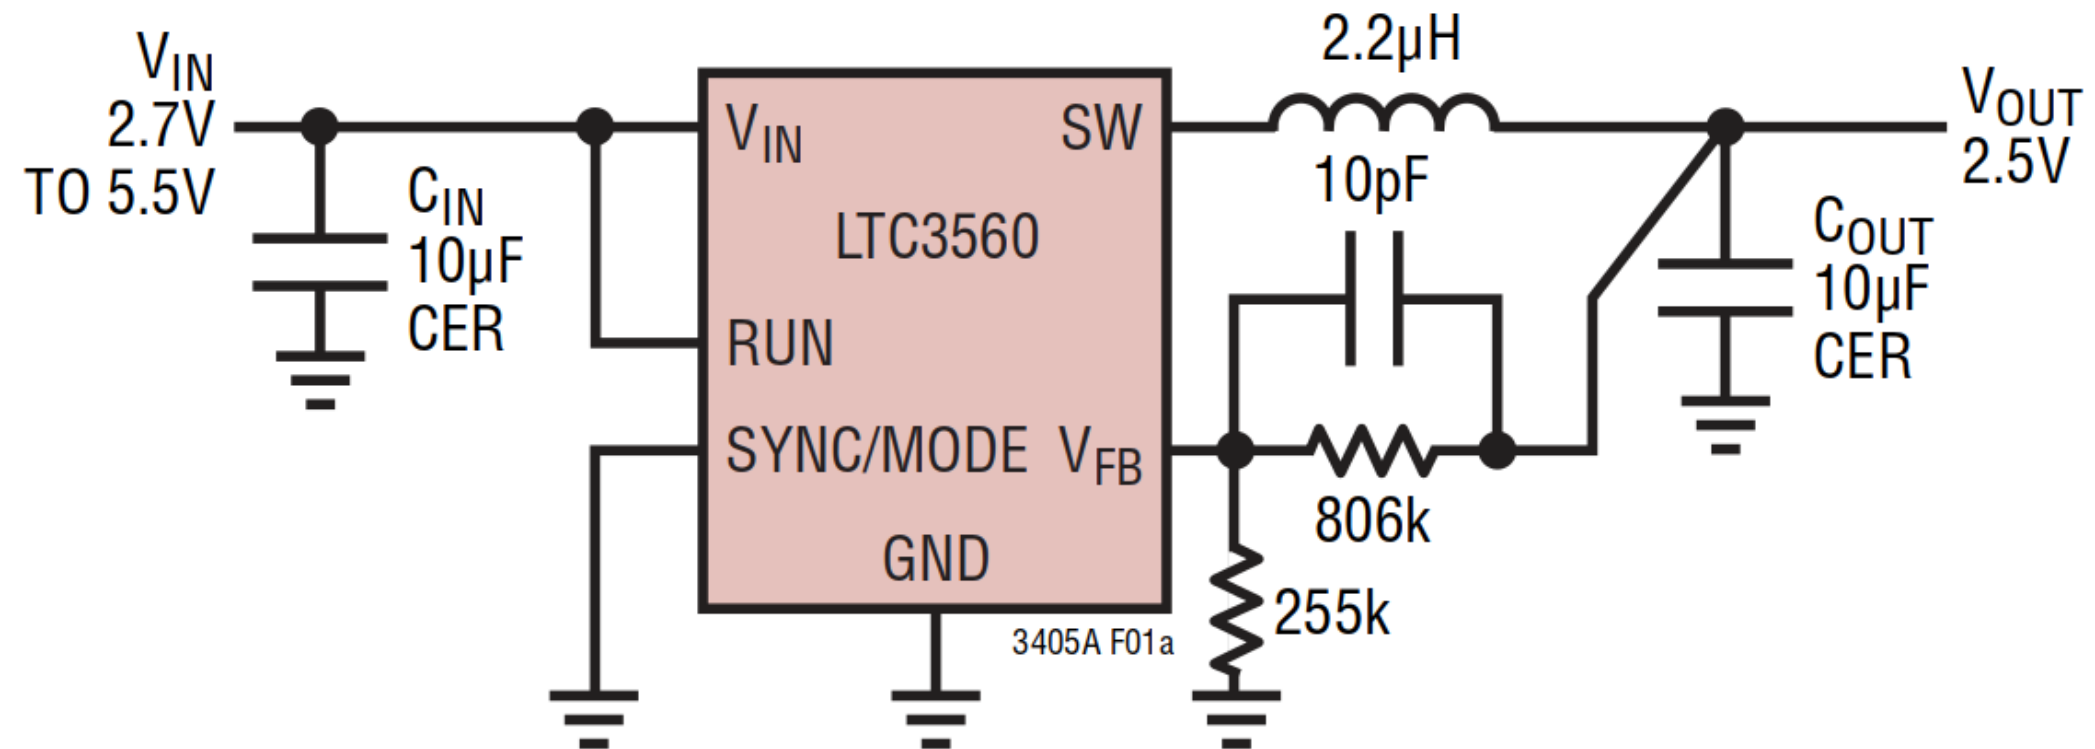 VIN
2.7V
TO 5.5V
CIN
10µF
CER
VIN
SW
LTC3560
RUN
SYNC/MODE
VFB
GND
3405A F01a
2.2µH
10pF
806k
255k
VOUT
2.5V
COUT
10µF
CER